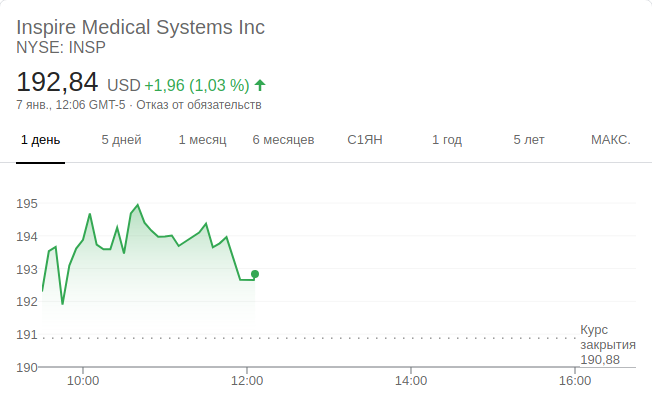 Inspire Medical Systems Inc
NYSE: INSP
192,84 USD +1,96 (1,03 %)
7 янв., 12:06 GMT-5 · Отказ от обязательств
1 день 5 дней 1 месяц 6 месяцев С1ЯН 1 год 5 лет МАКС.
195
194
193
192
191
190
Курс
закрытия
190,88
10:00 12:00 14:00 16:00